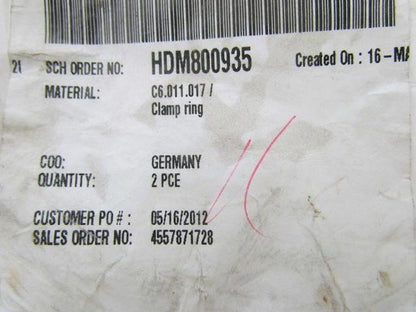 21 SCH ORDER NO: HDM800935 Created On : 16-MA
MATERIAL: C6.011.017 /
Clamp ring
COO: GERMANY
QUANTITY: 2 PCE
CUSTOMER PO # : 05/16/2012
SALES ORDER NO: 4557871728